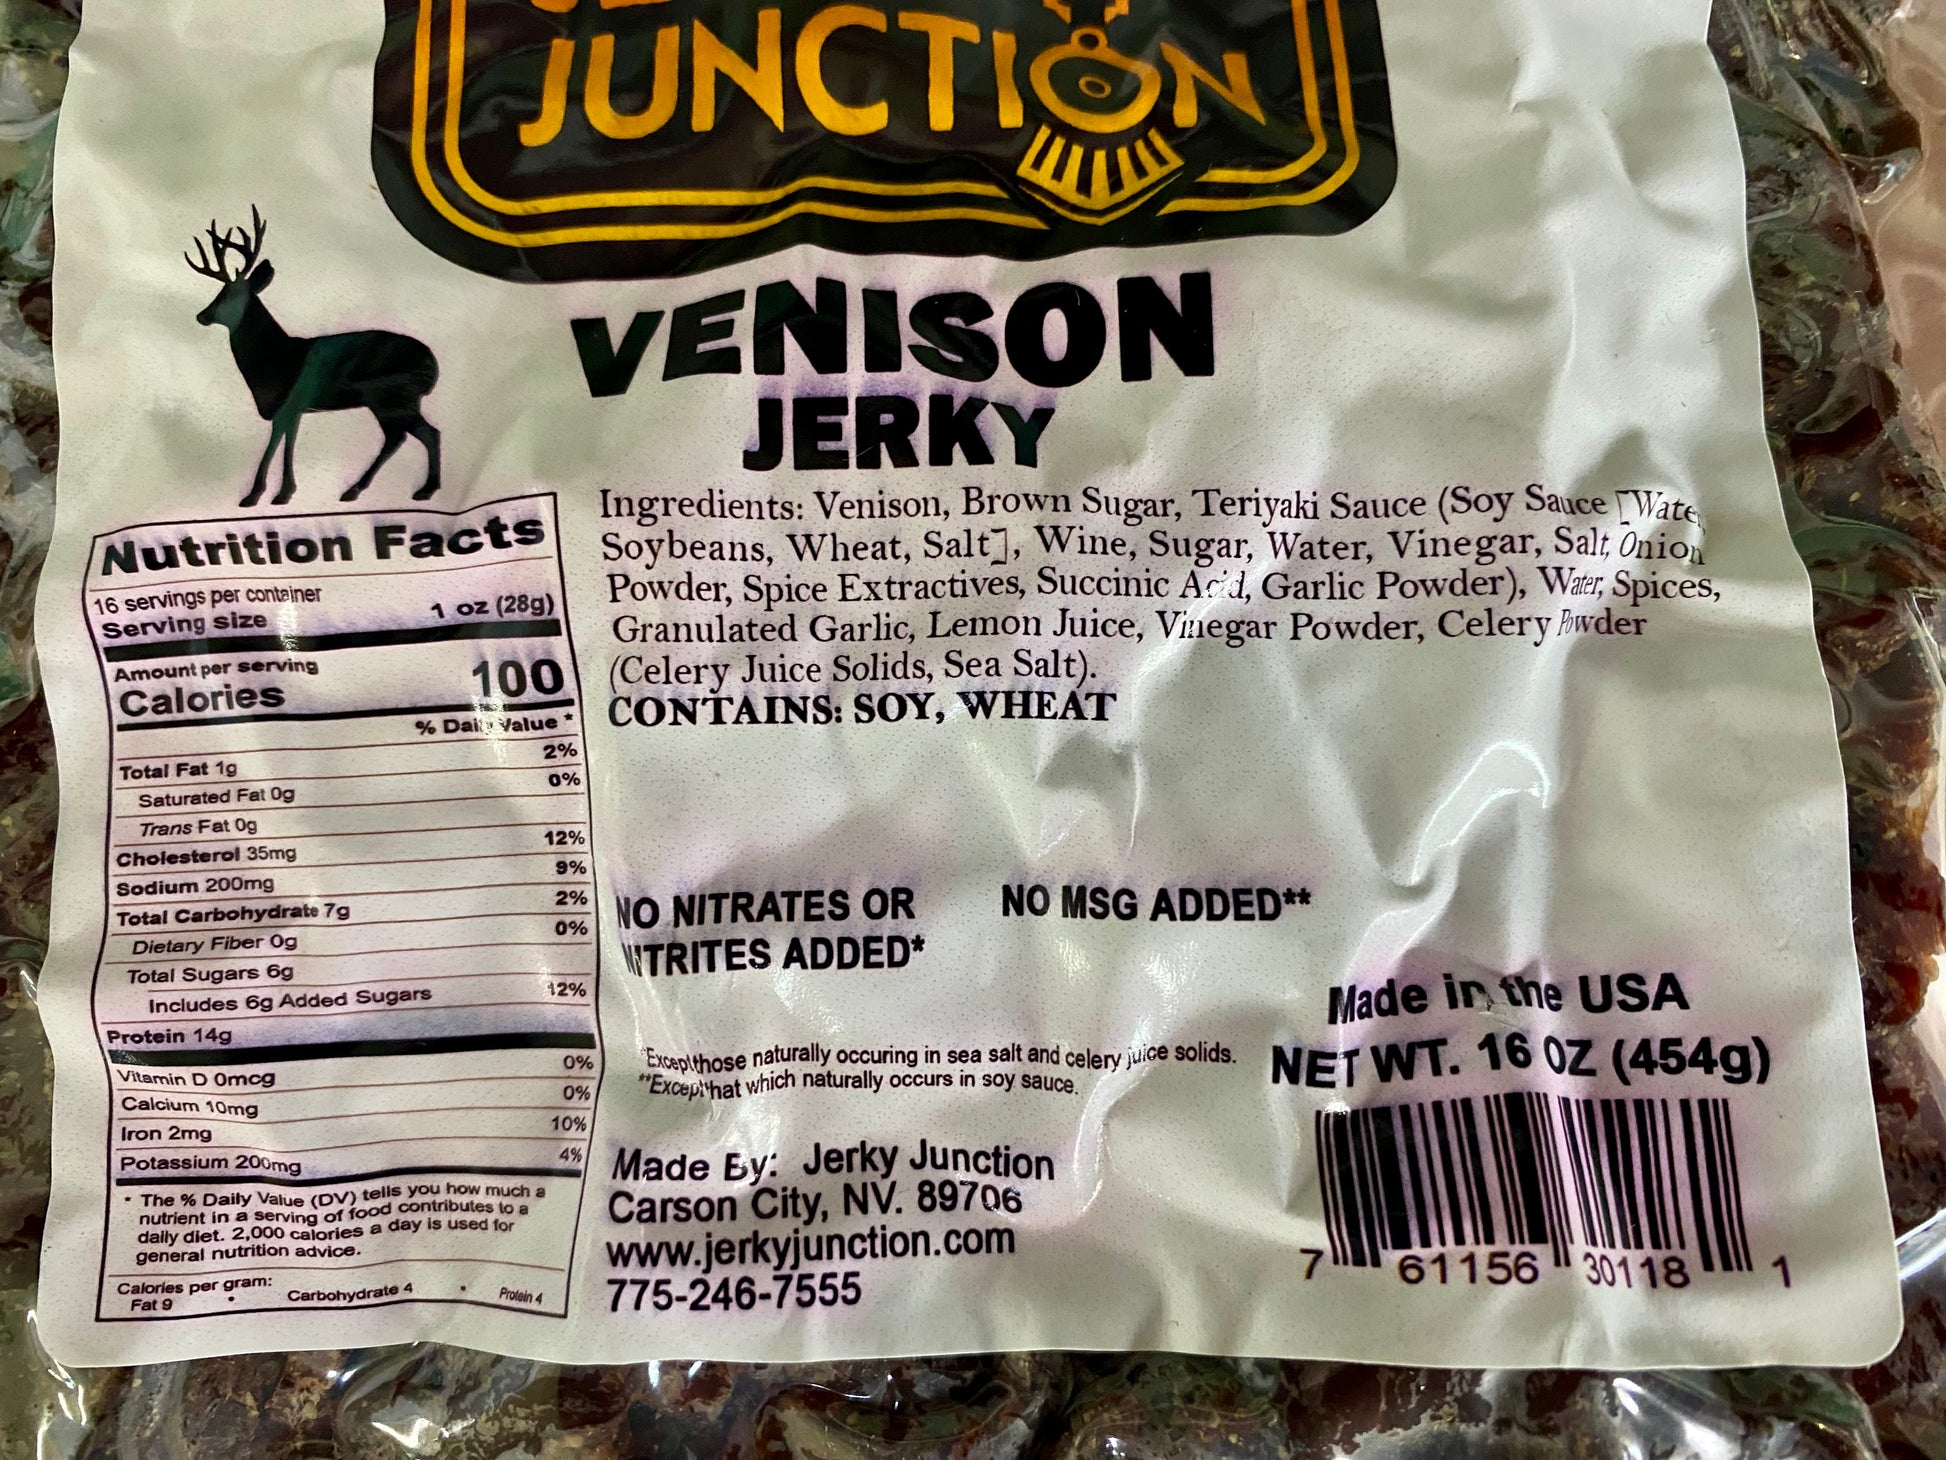 JUNCTION
VENISON
JERKY
Ingredients: Venison, Brown Sugar, Teriyaki Sauce (Soy Sauce [Water,
Soybeans, Wheat, Salt], Wine, Sugar, Water, Vinegar, Salt, Onion
Powder, Spice Extractives, Succinic Acid, Garlic Powder), Water, Spices,
Granulated Garlic, Lemon Juice, Vinegar Powder, Celery Powder
(Celery Juice Solids, Sea Salt).
CONTAINS: SOY, WHEAT
Nutrition Facts
16 servings per container
Serving size 1 oz (28g)
Amount per serving
Calories 100
% Daily Value *
Total Fat 1g 2%
Saturated Fat 0g 0%
Trans Fat 0g
Cholesterol 35mg 12%
Sodium 200mg 9%
Total Carbohydrate 7g 2%
Dietary Fiber 0g 0%
Total Sugars 6g
Includes 6g Added Sugars 12%
Protein 14g
Vitamin D 0mcg 0%
Calcium 10mg 0%
Iron 2mg 10%
Potassium 200mg 4%
* The % Daily Value (DV) tells you how much a
nutrient in a serving of food contributes to a
daily diet. 2,000 calories a day is used for
general nutrition advice.
Calories per gram:
Fat 9 • Carbohydrate 4 • Protein 4
NO NITRATES OR
NITRITES ADDED*
NO MSG ADDED**
*Except those naturally occuring in sea salt and celery juice solids.
**Except that which naturally occurs in soy sauce.
Made in the USA
NET WT. 16 OZ (454g)
Made By: Jerky Junction
Carson City, NV. 89706
www.jerkyjunction.com
775-246-7555
7 61156 30118 1